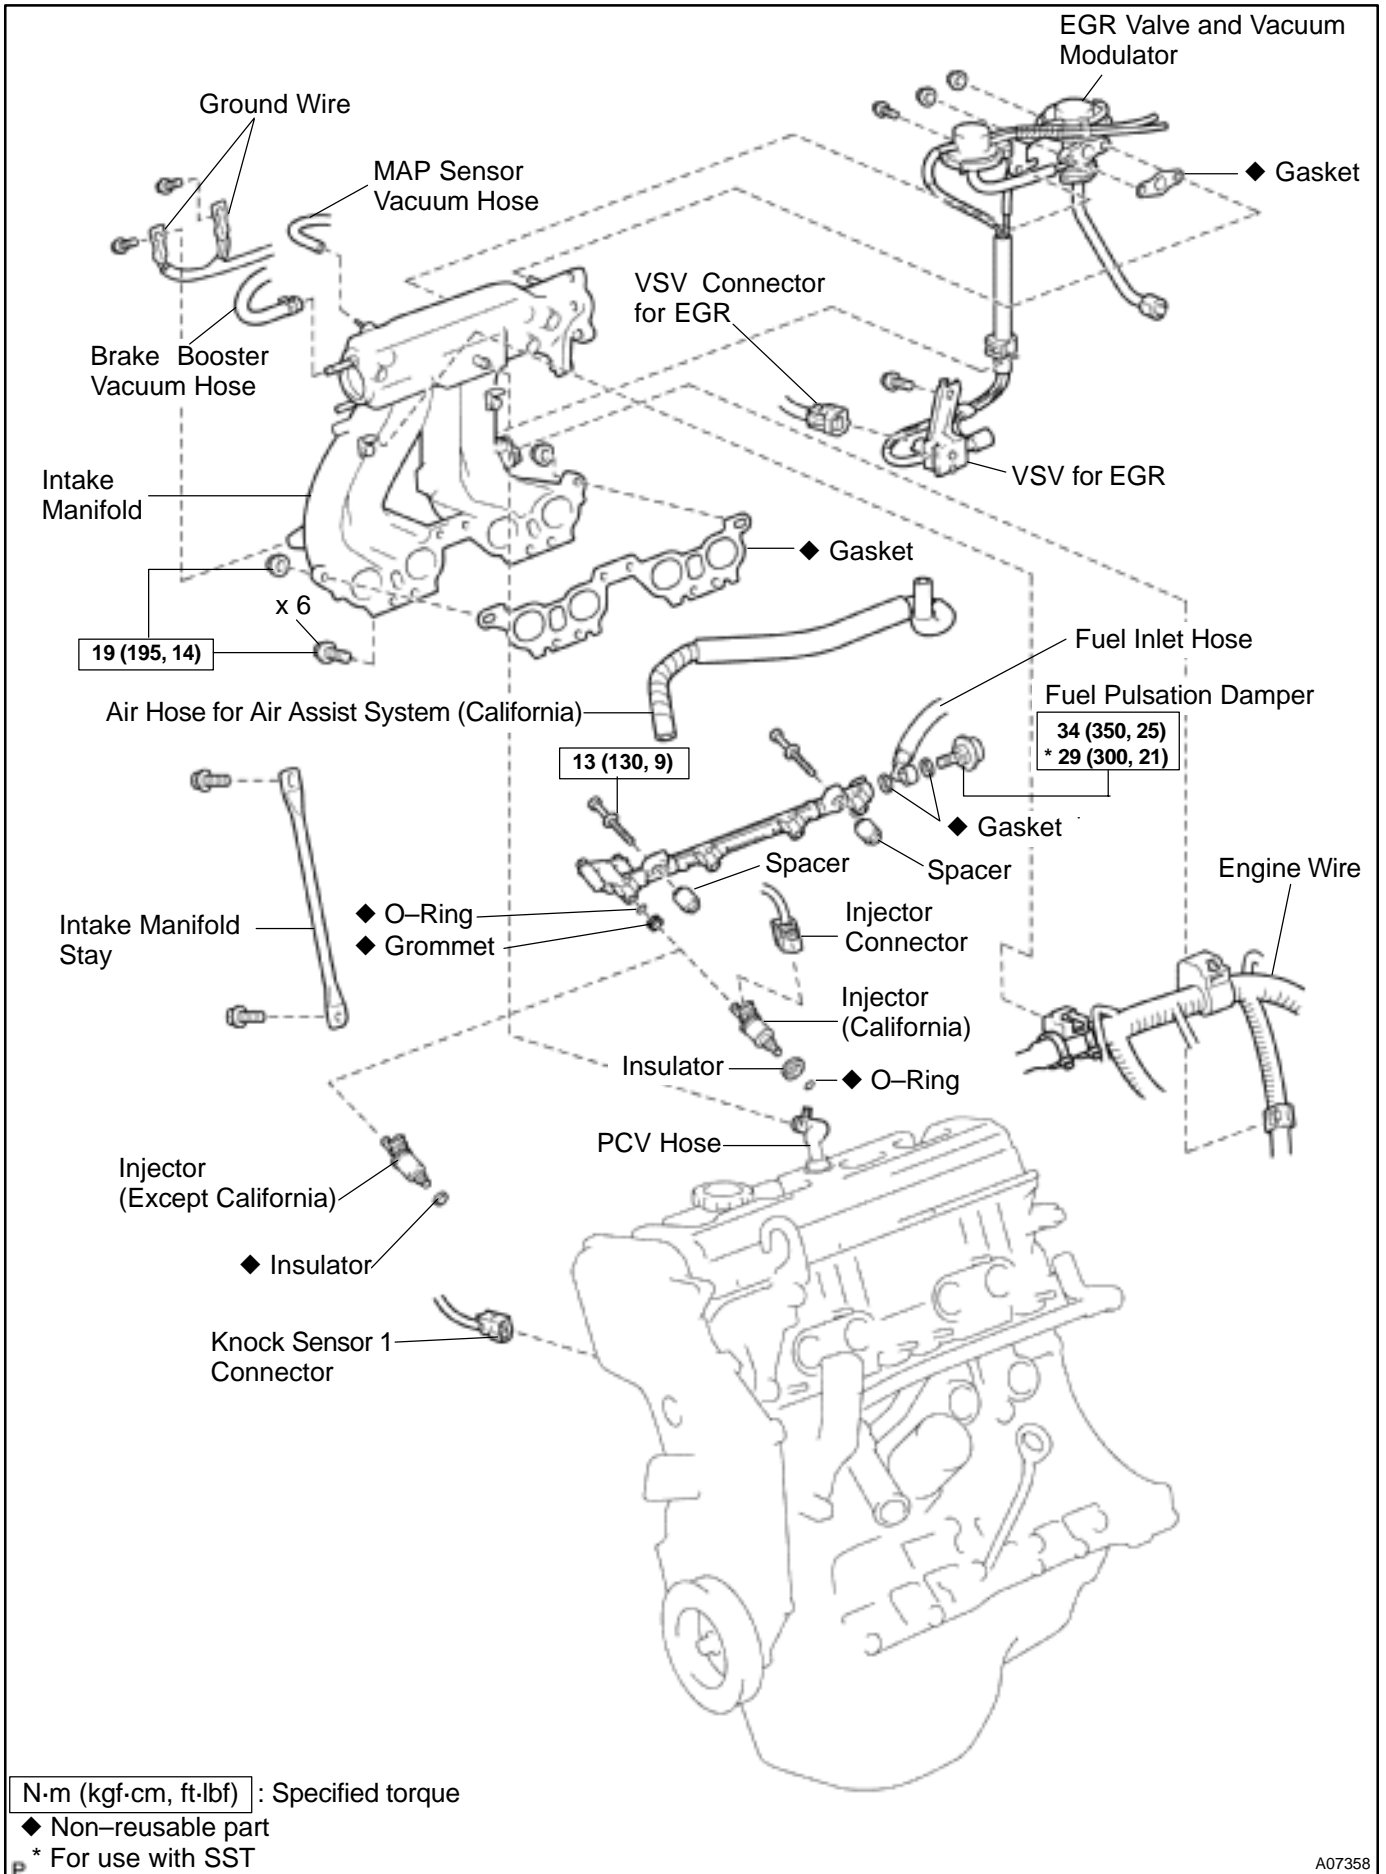 EGR Valve and Vacuum
Modulator
Ground Wire
MAP Sensor
Vacuum Hose
◆ Gasket
VSV Connector
for EGR
Brake Booster
Vacuum Hose
VSV for EGR
Intake
Manifold
◆ Gasket
x 6
19 (195, 14)
Fuel Inlet Hose
Air Hose for Air Assist System (California)
Fuel Pulsation Damper
34 (350, 25)
* 29 (300, 21)
13 (130, 9)
◆ Gasket
Spacer
Spacer
Engine Wire
◆ O–Ring
◆ Grommet
Injector
Connector
Intake Manifold
Stay
Injector
(California)
Insulator
◆ O–Ring
PCV Hose
Injector
(Except California)
◆ Insulator
Knock Sensor 1
Connector
N·m (kgf·cm, ft·lbf) : Specified torque
◆ Non–reusable part
* For use with SST
P
A07358